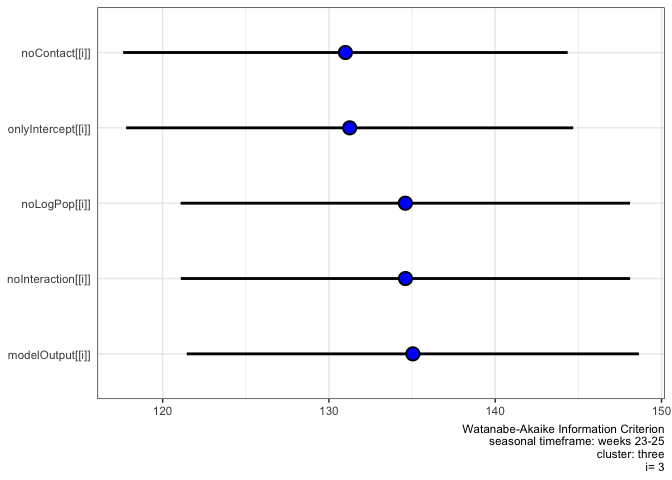 noContact[[i]]
onlyIntercept[[i]]
noLogPop[[i]]
noInteraction[[i]]
modelOutput[[i]]
120 130 140 150
Watanabe-Akaike Information Criterion
seasonal timeframe: weeks 23-25
cluster: three
i= 3